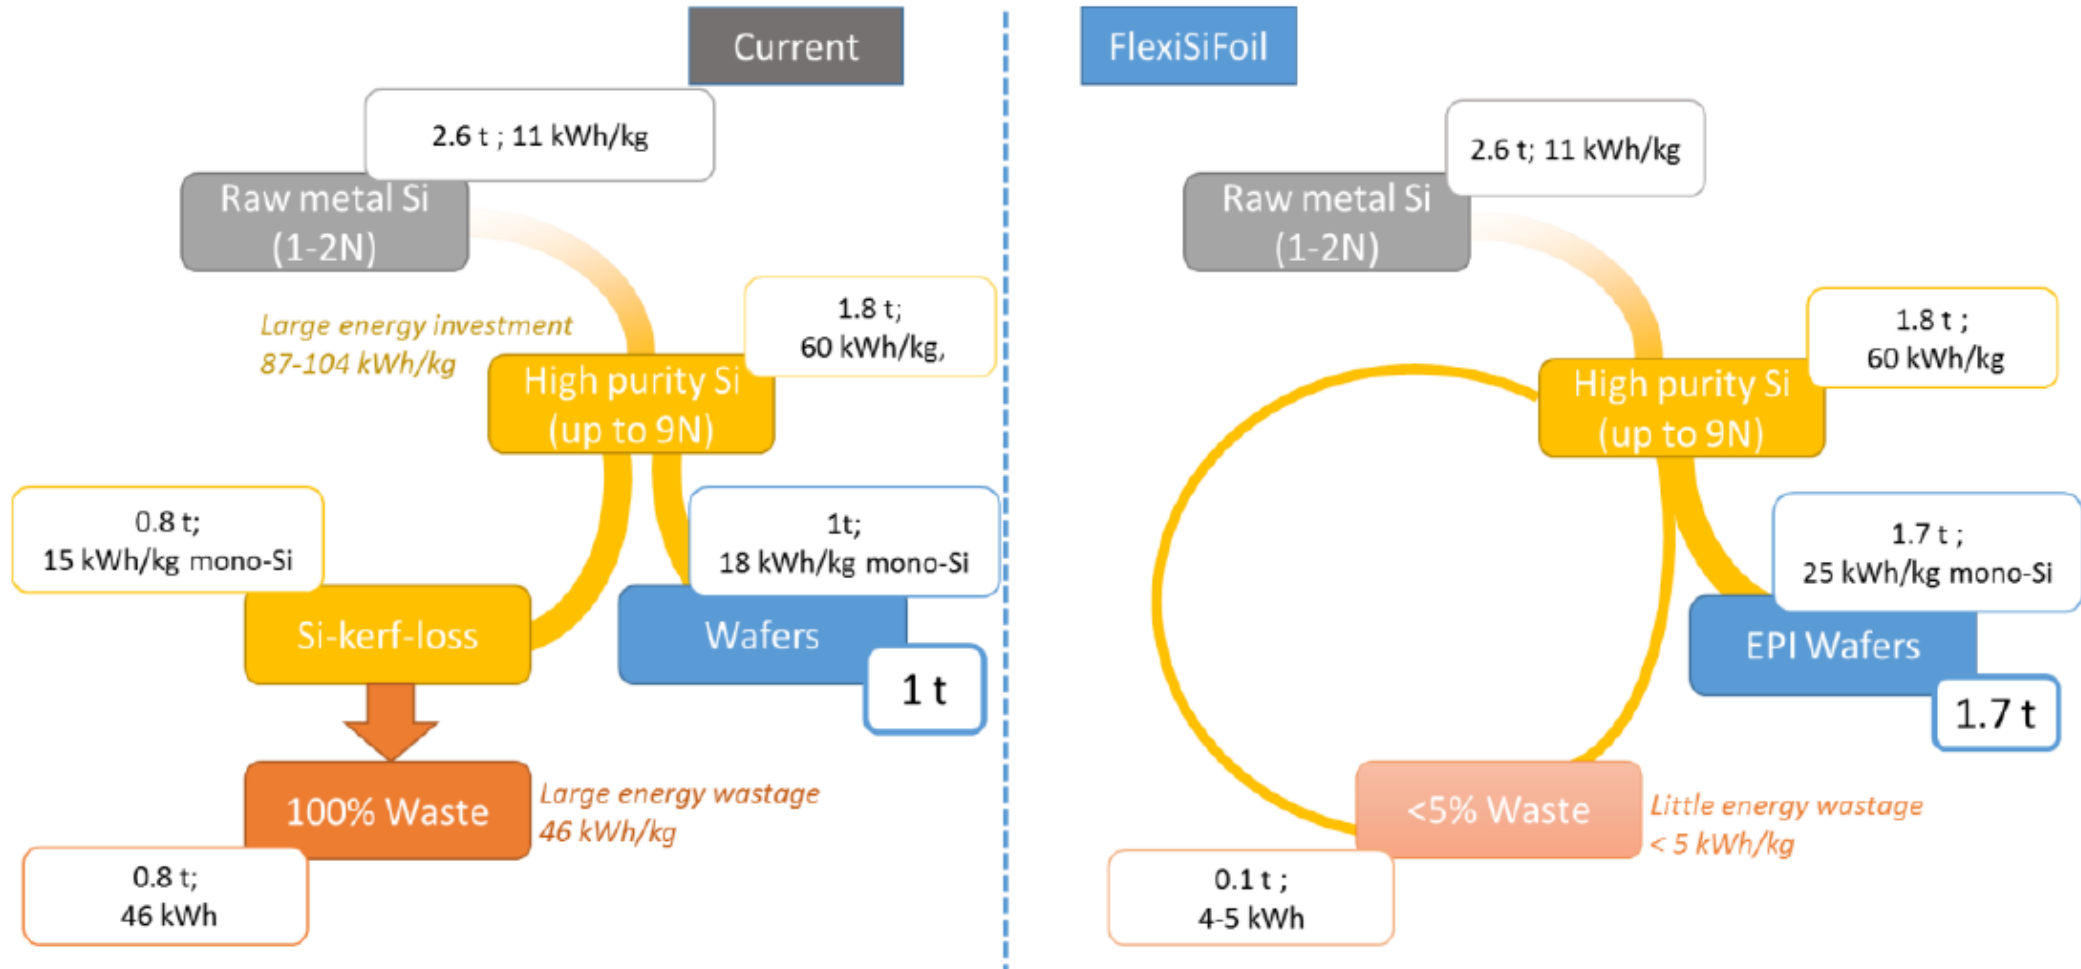 Current
2.6 t ; 11 kWh/kg
Raw metal Si
(1-2N)
Large energy investment
87-104 kWh/kg
1.8 t;
60 kWh/kg,
High purity Si
(up to 9N)
0.8 t;
15 kWh/kg mono-Si
1t;
18 kWh/kg mono-Si
Si-kerf-loss
Wafers
1 t
100% Waste
Large energy wastage
46 kWh/kg
0.8 t;
46 kWh
FlexiSiFoil
2.6 t; 11 kWh/kg
Raw metal Si
(1-2N)
1.8 t ;
60 kWh/kg
High purity Si
(up to 9N)
1.7 t ;
25 kWh/kg mono-Si
EPI Wafers
1.7 t
<5% Waste
Little energy wastage
< 5 kWh/kg
0.1 t ;
4-5 kWh